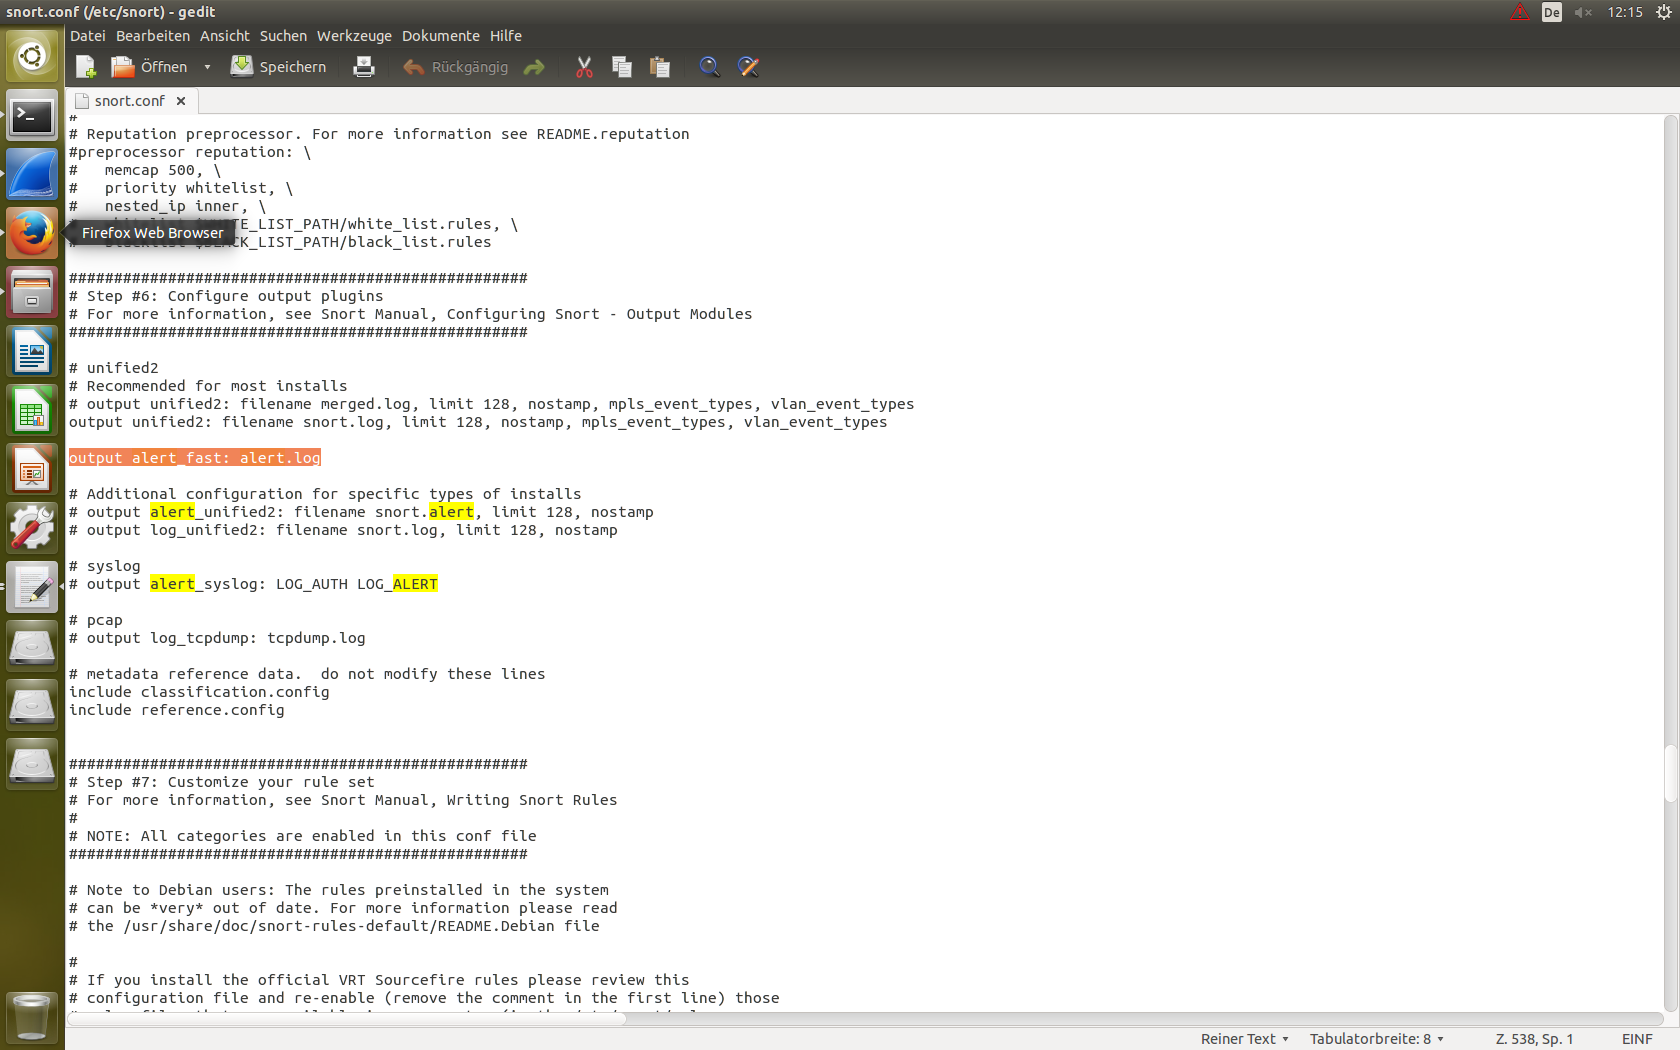 snort.conf (/etc/snort) - gedit
De
12:15
Datei Bearbeiten Ansicht Suchen Werkzeuge Dokumente Hilfe
Öffnen Speichern Rückgängig
snort.conf ×
#
# Reputation preprocessor. For more information see README.reputation
#preprocessor reputation: \
#   memcap 500, \
#   priority whitelist, \
#   nested_ip inner, \
#   whitelist $WHITE_LIST_PATH/white_list.rules, \
Firefox Web Browser
#   blacklist $BLACK_LIST_PATH/black_list.rules
###################################################
# Step #6: Configure output plugins
# For more information, see Snort Manual, Configuring Snort - Output Modules
###################################################
# unified2
# Recommended for most installs
# output unified2: filename merged.log, limit 128, nostamp, mpls_event_types, vlan_event_types
output unified2: filename snort.log, limit 128, nostamp, mpls_event_types, vlan_event_types
output alert_fast: alert.log
# Additional configuration for specific types of installs
# output alert_unified2: filename snort.alert, limit 128, nostamp
# output log_unified2: filename snort.log, limit 128, nostamp
# syslog
# output alert_syslog: LOG_AUTH LOG_ALERT
# pcap
# output log_tcpdump: tcpdump.log
# metadata reference data.  do not modify these lines
include classification.config
include reference.config
###################################################
# Step #7: Customize your rule set
# For more information, see Snort Manual, Writing Snort Rules
#
# NOTE: All categories are enabled in this conf file
###################################################
# Note to Debian users: The rules preinstalled in the system
# can be *very* out of date. For more information please read
# the /usr/share/doc/snort-rules-default/README.Debian file
#
# If you install the official VRT Sourcefire rules please review this
# configuration file and re-enable (remove the comment in the first line) those
Reiner Text Tabulatorbreite: 8 Z. 538, Sp. 1 EINF